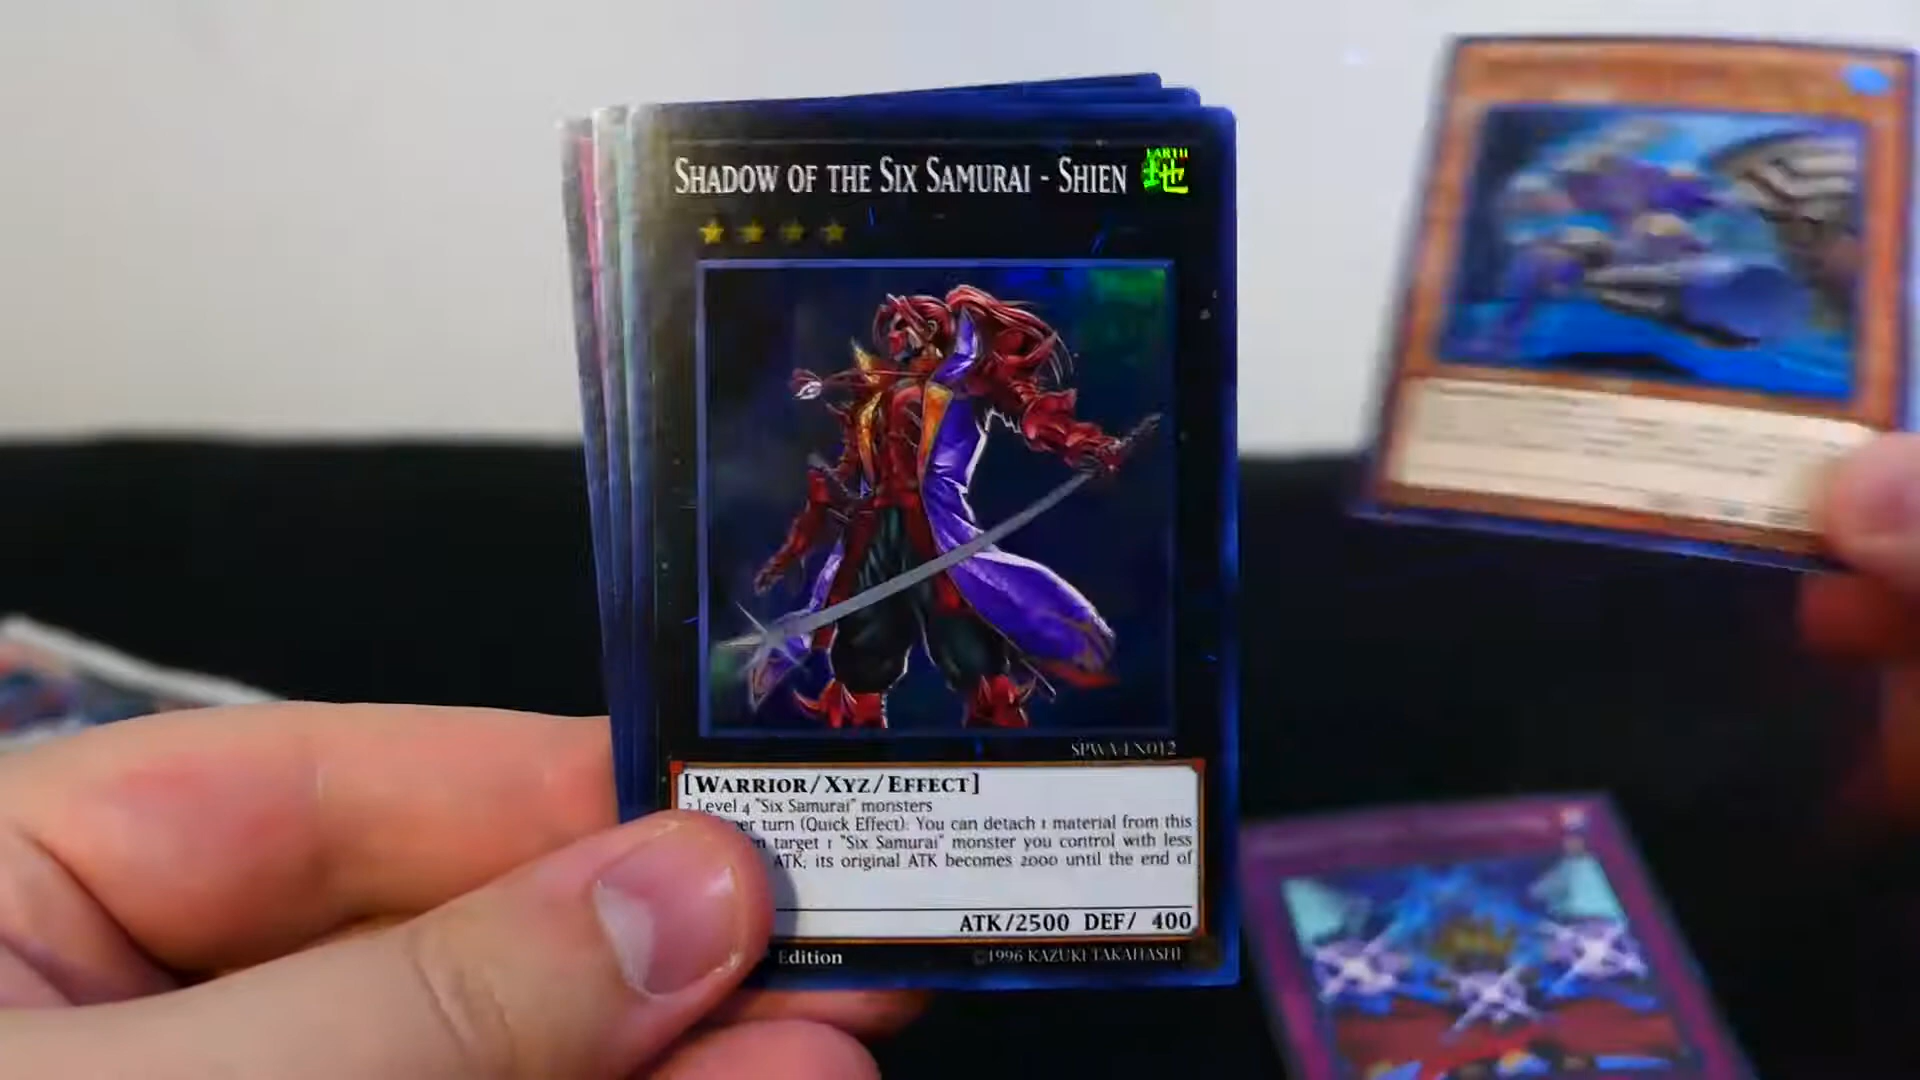 SHADOW OF THE SIX SAMURAI - SHIEN
EARTH
地
SPWA-EN012
[WARRIOR/XYZ/EFFECT]
2 Level 4 "Six Samurai" monsters
turn (Quick Effect): You can detach 1 material from this
target 1 "Six Samurai" monster you control with less
ATK; its original ATK becomes 2000 until the end of
ATK/2500 DEF/ 400
Edition
©1996 KAZUKI TAKAHASHI